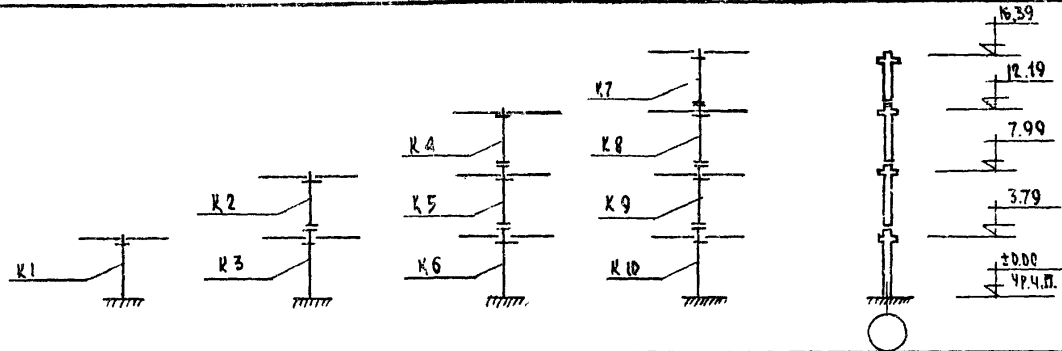 16,39
12.19
7.99
3.79
±0.00
УР.Ч.П.
К7
К4
К8
К2
К5
К9
К1
К3
К6
К10